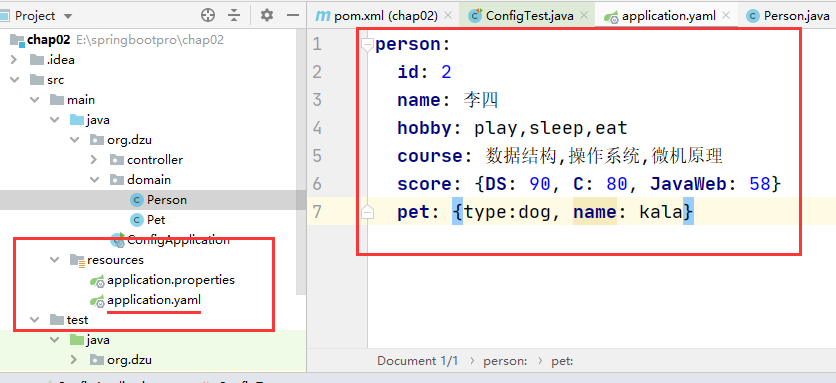 Project
pom.xml (chap02)
ConfigTest.java
application.yaml
Person.java
chap02 E:\springbootpro\chap02
.idea
src
main
java
org.dzu
controller
domain
Person
Pet
ConfigApplication
resources
application.properties
application.yaml
test
java
org.dzu
1 person:
2 id: 2
3 name: 李四
4 hobby: play,sleep,eat
5 course: 数据结构,操作系统,微机原理
6 score: {DS: 90, C: 80, JavaWeb: 58}
7 pet: {type:dog, name: kala}
Document 1/1 › person: › pet: